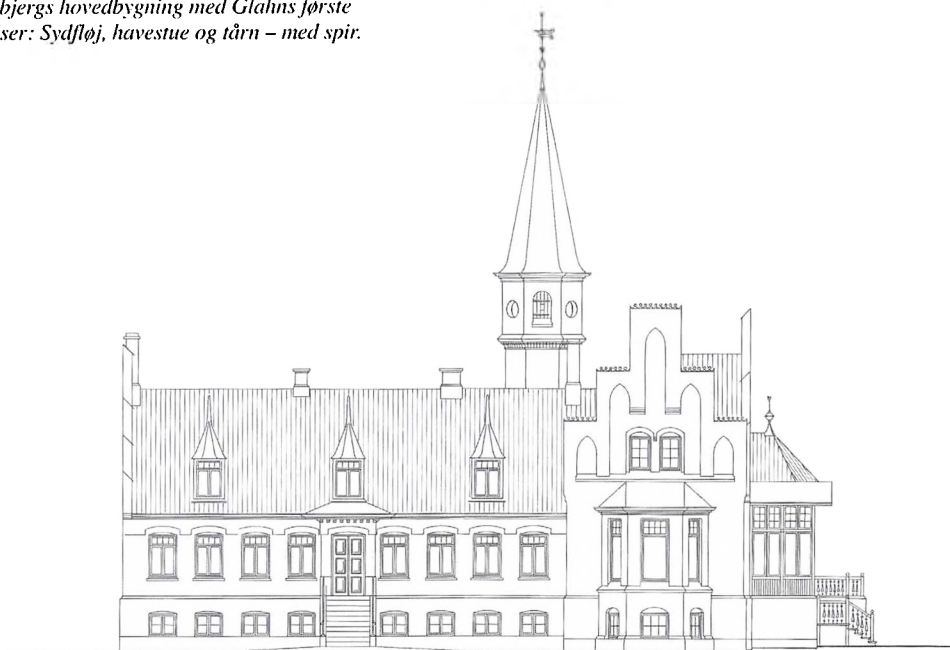 bjergs hovedbygning med Glahns første
ser: Sydfløj, havestue og tårn – med spir.